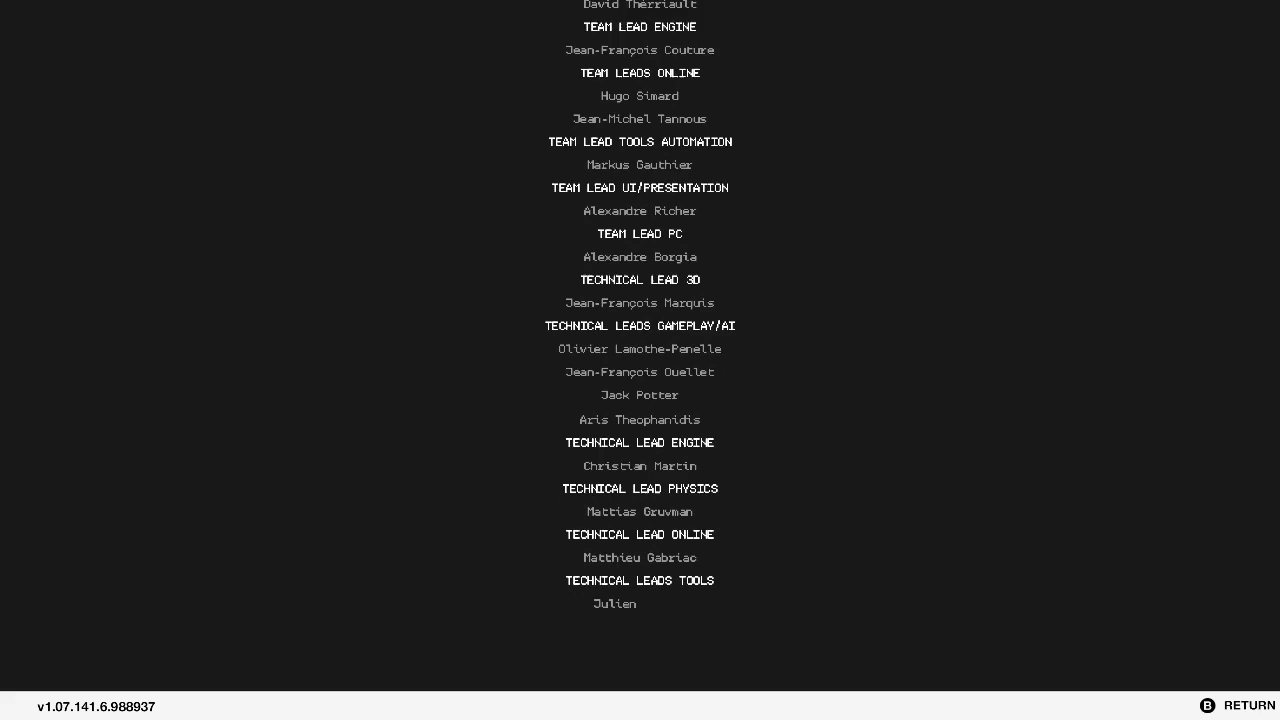 David Thérriault
TEAM LEAD ENGINE
Jean-François Couture
TEAM LEADS ONLINE
Hugo Simard
Jean-Michel Tannous
TEAM LEAD TOOLS AUTOMATION
Markus Gauthier
TEAM LEAD UI/PRESENTATION
Alexandre Richer
TEAM LEAD PC
Alexandre Borgia
TECHNICAL LEAD 3D
Jean-François Marquis
TECHNICAL LEADS GAMEPLAY/AI
Olivier Lamothe-Penelle
Jean-François Ouellet
Jack Potter
Aris Theophanidis
TECHNICAL LEAD ENGINE
Christian Martin
TECHNICAL LEAD PHYSICS
Mattias Gruvman
TECHNICAL LEAD ONLINE
Matthieu Gabriac
TECHNICAL LEADS TOOLS
Julien
v1.07.141.6.988937
B RETURN